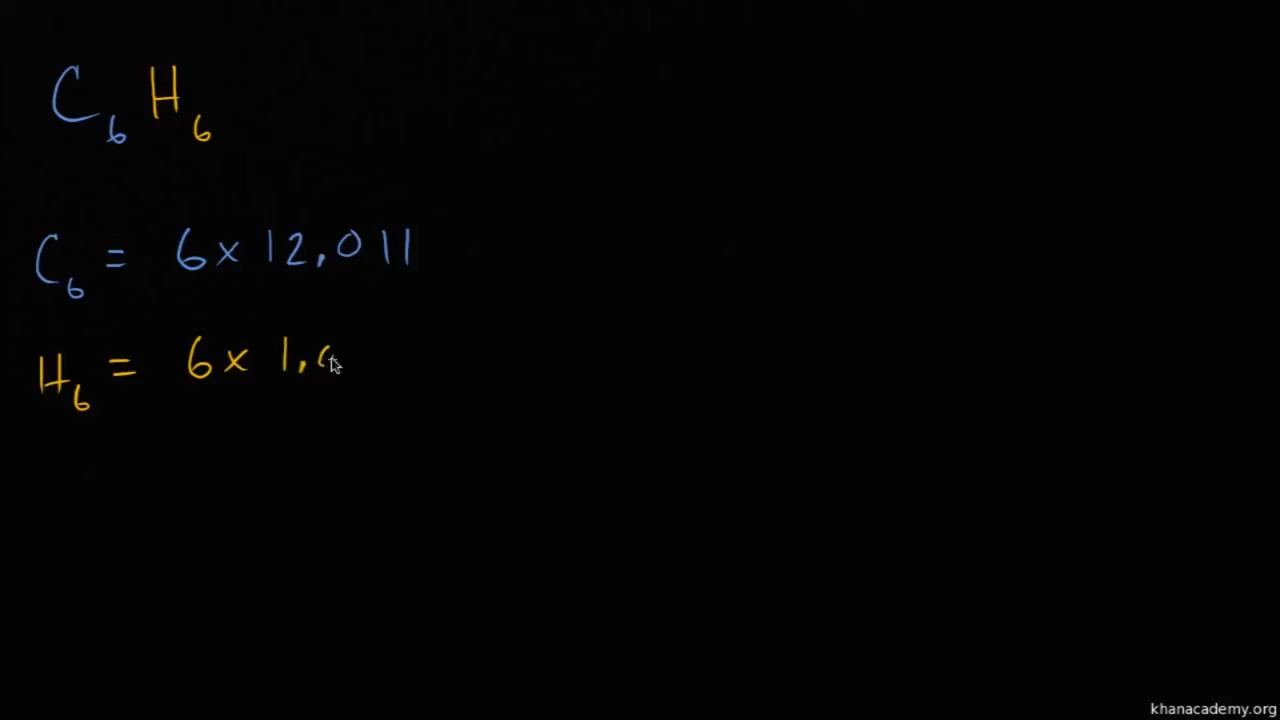 C₆H₆
C₆ = 6 x 12,011
H₆ = 6 x 1,
khanacademy.org